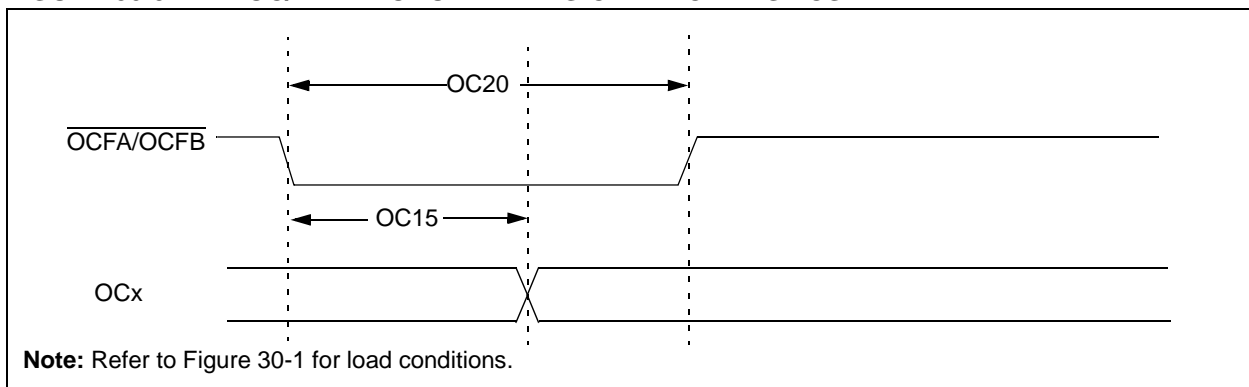 OC20
OCFA/OCFB
OC15
OCx
Note: Refer to Figure 30-1 for load conditions.